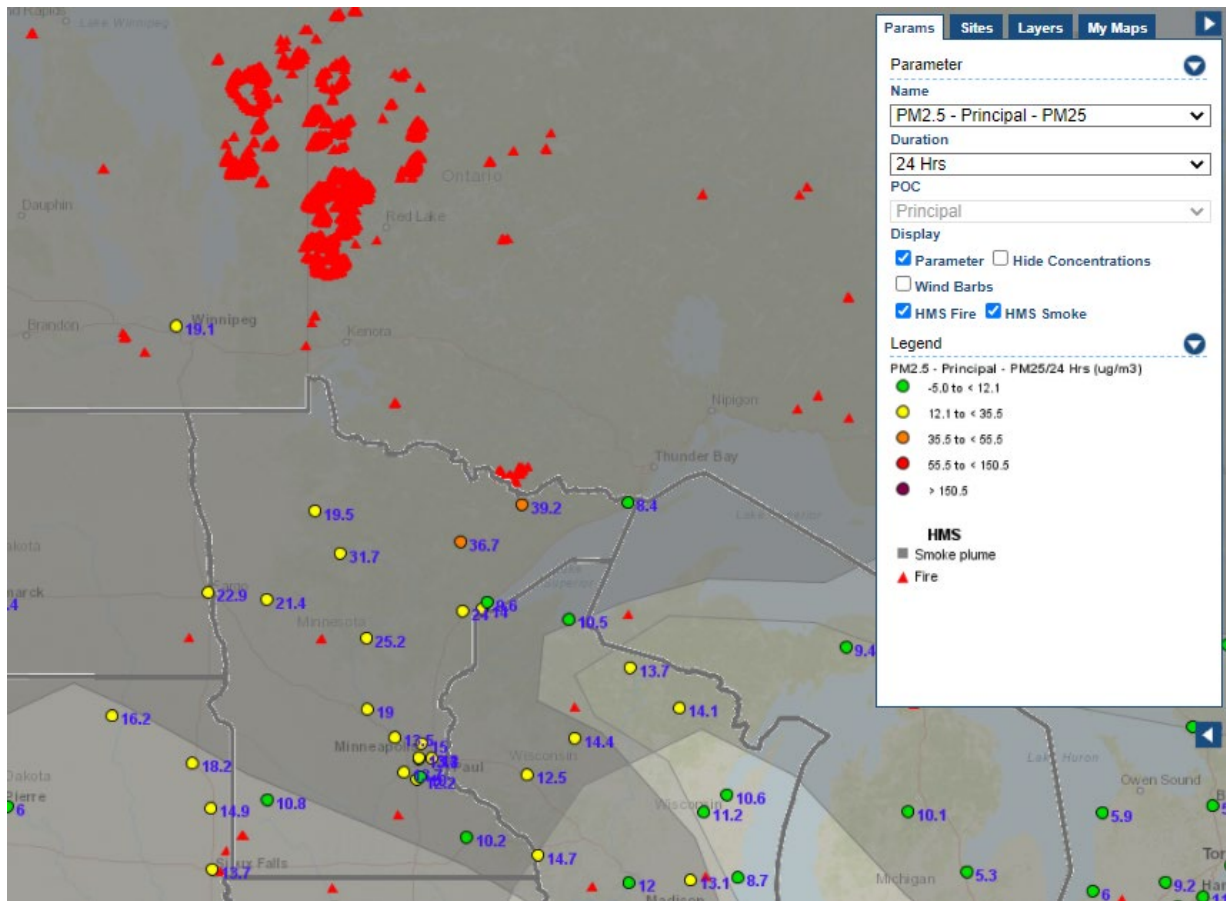 Rapids
Lake Winnipeg
Ontario
Dauphin
Red Lake
Brandon
19.1
Winnipeg
Kenora
Nipigon
Thunder Bay
39.2
8.4
Lake Superior
19.5
36.7
31.7
22.9
21.4
24
10.5
Minnesota
25.2
9.4
13.7
16.2
19
14.1
14.4
Minneapolis
15
Paul
Wisconsin
18.2
12.5
Lake Huron
Owen Sound
Pierre
6
14.9
10.8
Wisconsin
10.6
11.2
10.1
5.9
10.2
Sioux Falls
13.7
14.7
12
13.1
8.7
Michigan
5.3
6
9.2
Madison
Params
Sites
Layers
My Maps
Parameter
Name
PM2.5 - Principal - PM25
Duration
24 Hrs
POC
Principal
Display
Parameter Hide Concentrations
Wind Barbs
HMS Fire HMS Smoke
Legend
PM2.5 - Principal - PM25/24 Hrs (ug/m3)
-5.0 to < 12.1
12.1 to < 35.5
35.5 to < 55.5
55.5 to < 150.5
> 150.5
HMS
Smoke plume
Fire